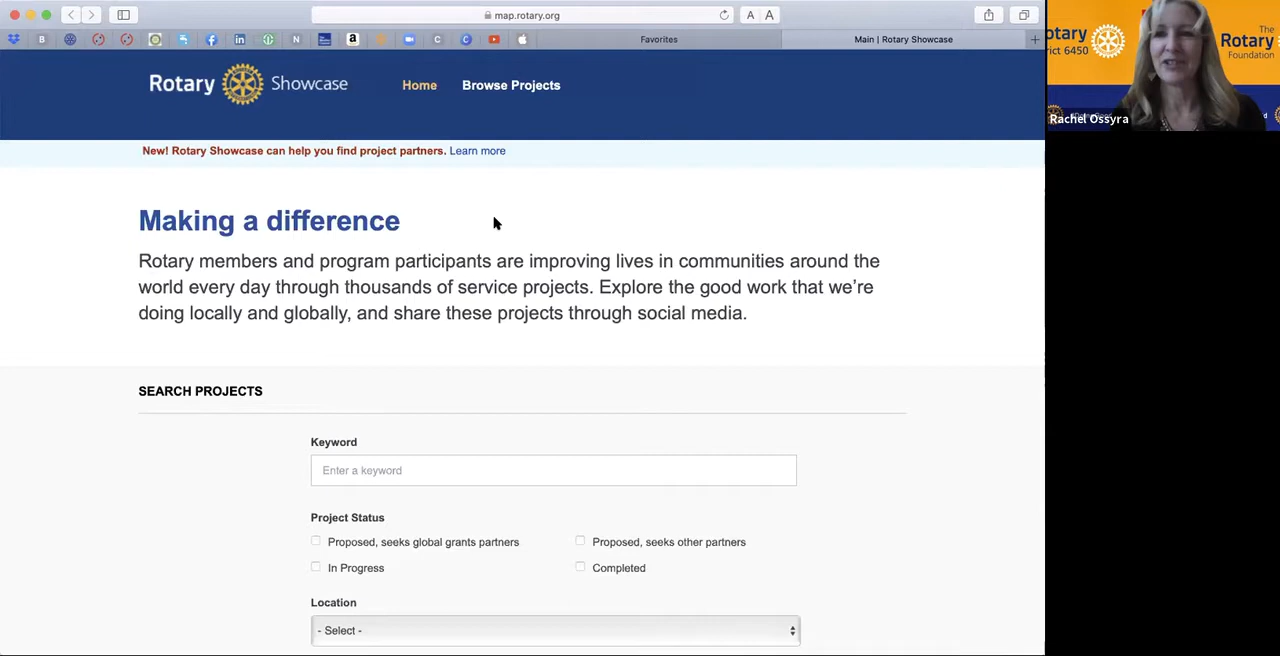 map.rotary.org
A A
B
N
a
C
C
Favorites
Main | Rotary Showcase
Rotary Showcase
Home
Browse Projects
New! Rotary Showcase can help you find project partners. Learn more
Making a difference
Rotary members and program participants are improving lives in communities around the
world every day through thousands of service projects. Explore the good work that we're
doing locally and globally, and share these projects through social media.
SEARCH PROJECTS
Keyword
Enter a keyword
Project Status
Proposed, seeks global grants partners
Proposed, seeks other partners
In Progress
Completed
Location
- Select -
otary
rict 6450
The
Rotary
Foundation
Rachel Ossyra